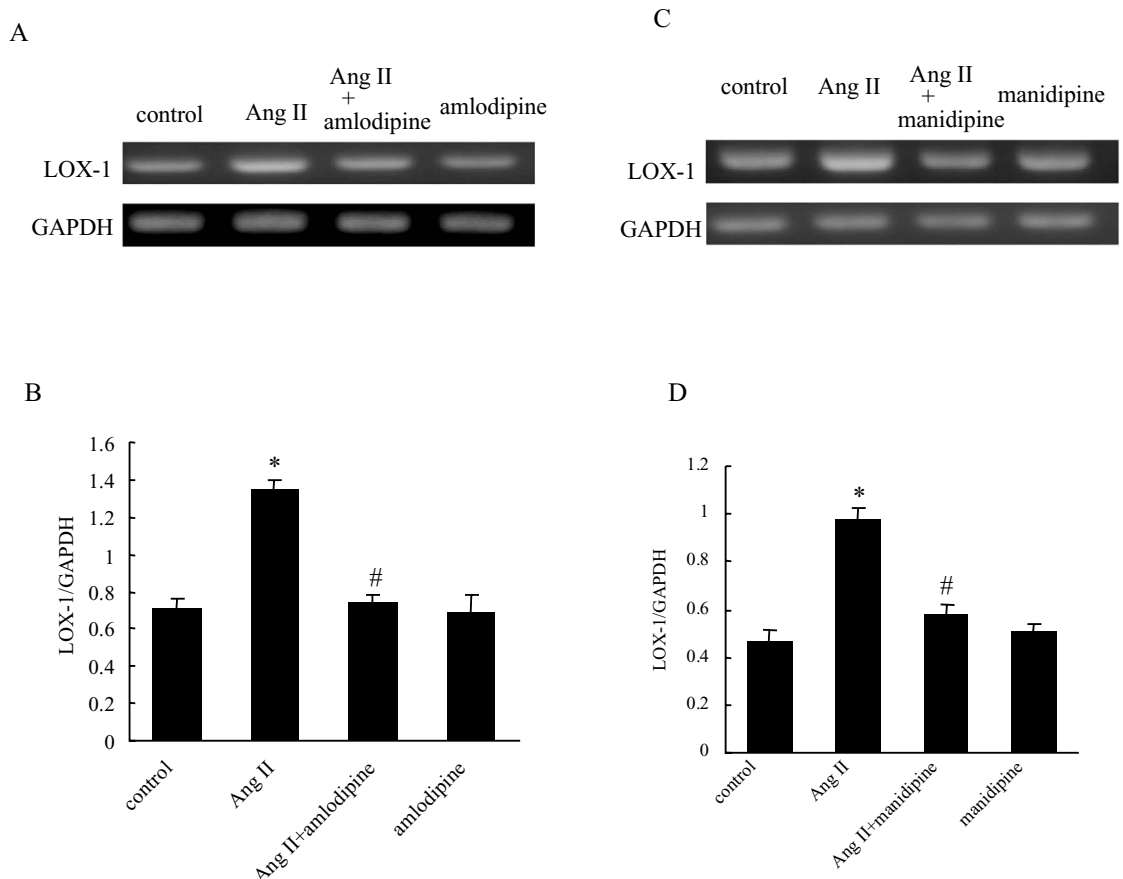 A
control
Ang II
Ang II
+
amlodipine
amlodipine
LOX-1
GAPDH
C
control
Ang II
Ang II
+
manidipine
manidipine
LOX-1
GAPDH
B
LOX-1/GAPDH
1.6
1.4
1.2
1
0.8
0.6
0.4
0.2
0
*
#
control
Ang II
Ang II+amlodipine
amlodipine
D
LOX-1/GAPDH
1.2
1
0.8
0.6
0.4
0.2
0
*
#
control
Ang II
Ang II+manidipine
manidipine